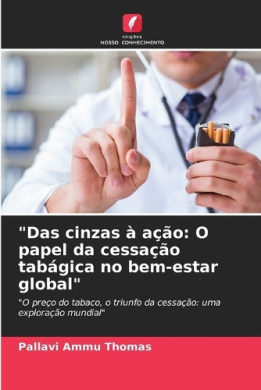 edições
NOSSO CONHECIMENTO
"Das cinzas à ação: O
papel da cessação
tabágica no bem-estar
global"
"O preço do tabaco, o triunfo da cessação: uma
exploração mundial"
Pallavi Ammu Thomas